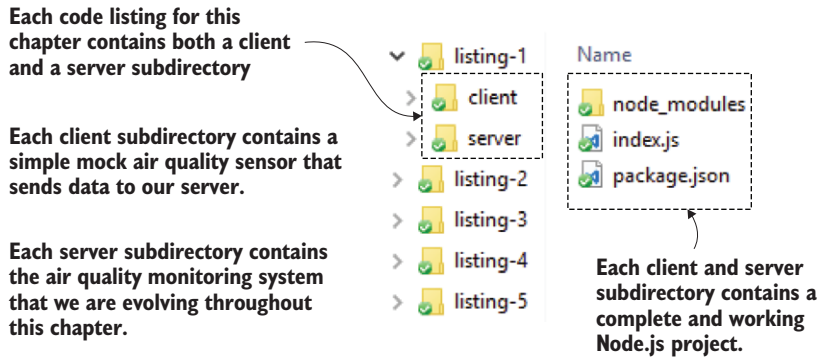 Each code listing for this
chapter contains both a client
and a server subdirectory
Each client subdirectory contains a
simple mock air quality sensor that
sends data to our server.
Each server subdirectory contains
the air quality monitoring system
that we are evolving throughout
this chapter.
listing-1
client
server
listing-2
listing-3
listing-4
listing-5
Name
node_modules
index.js
package.json
Each client and server
subdirectory contains a
complete and working
Node.js project.